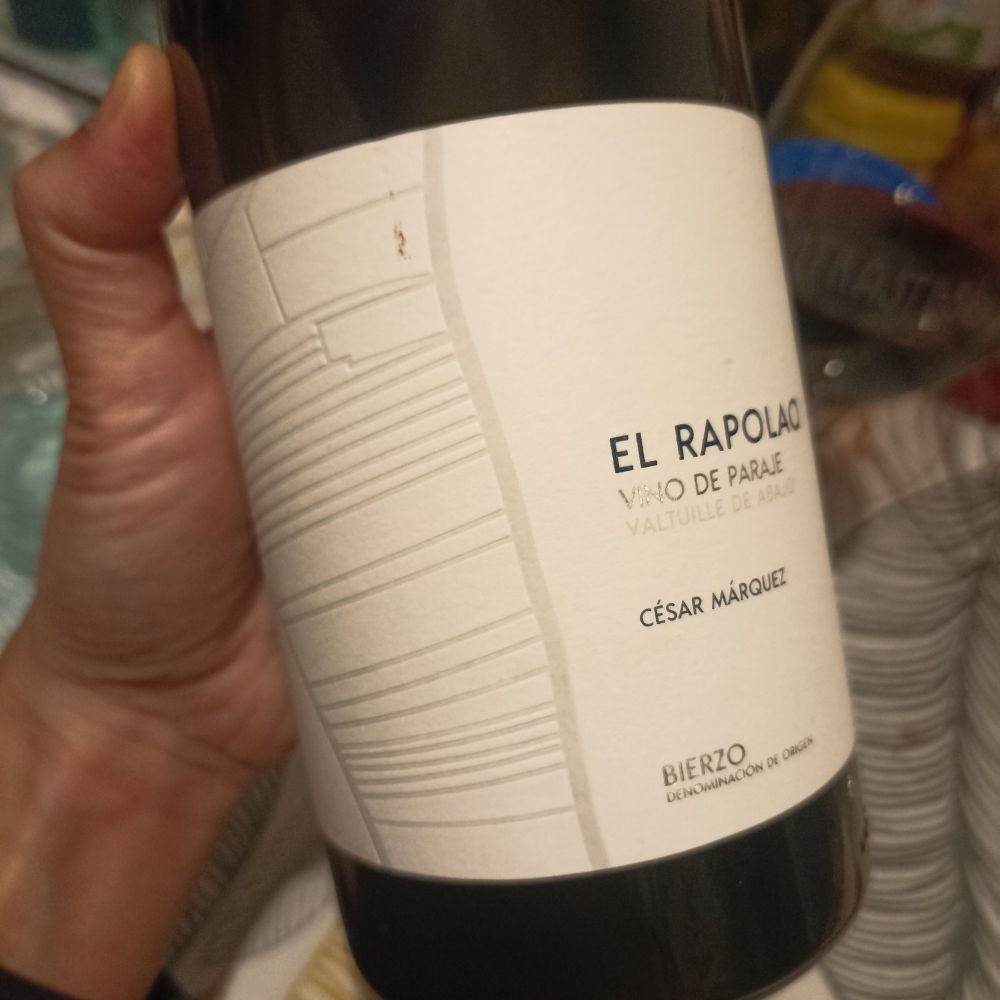 EL RAPOLAO
VINO DE PARAJE
VALTUILLE DE ABAJO
CÉSAR MÁRQUEZ
BIERZO
DENOMINACIÓN DE ORIGEN